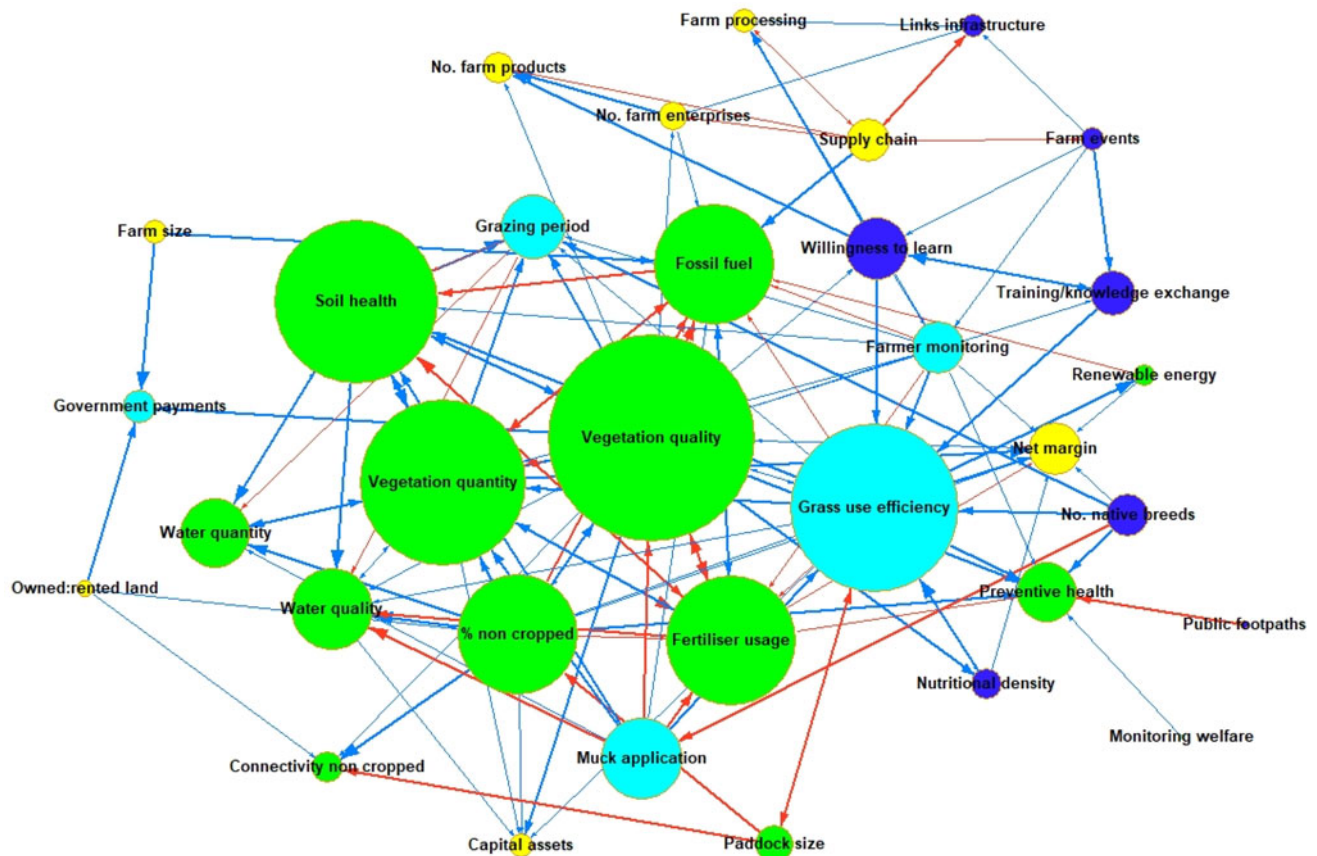 Farm processing
Links infrastructure
No. farm products
No. farm enterprises
Supply chain
Farm events
Farm size
Grazing period
Willingness to learn
Fossil fuel
Training/knowledge exchange
Soil health
Farmer monitoring
Renewable energy
Government payments
Vegetation quality
Net margin
Vegetation quantity
Grass use efficiency
No. native breeds
Water quantity
Owned:rented land
Preventive health
Water quality
% non cropped
Fertiliser usage
Public footpaths
Nutritional density
Monitoring welfare
Muck application
Connectivity non cropped
Capital assets
Paddock size